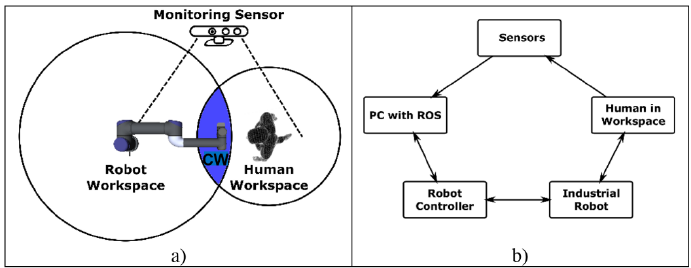 Monitoring Sensor
CW
Robot
Workspace
Human
Workspace
a)
Sensors
PC with ROS
Human in
Workspace
Robot
Controller
Industrial
Robot
b)